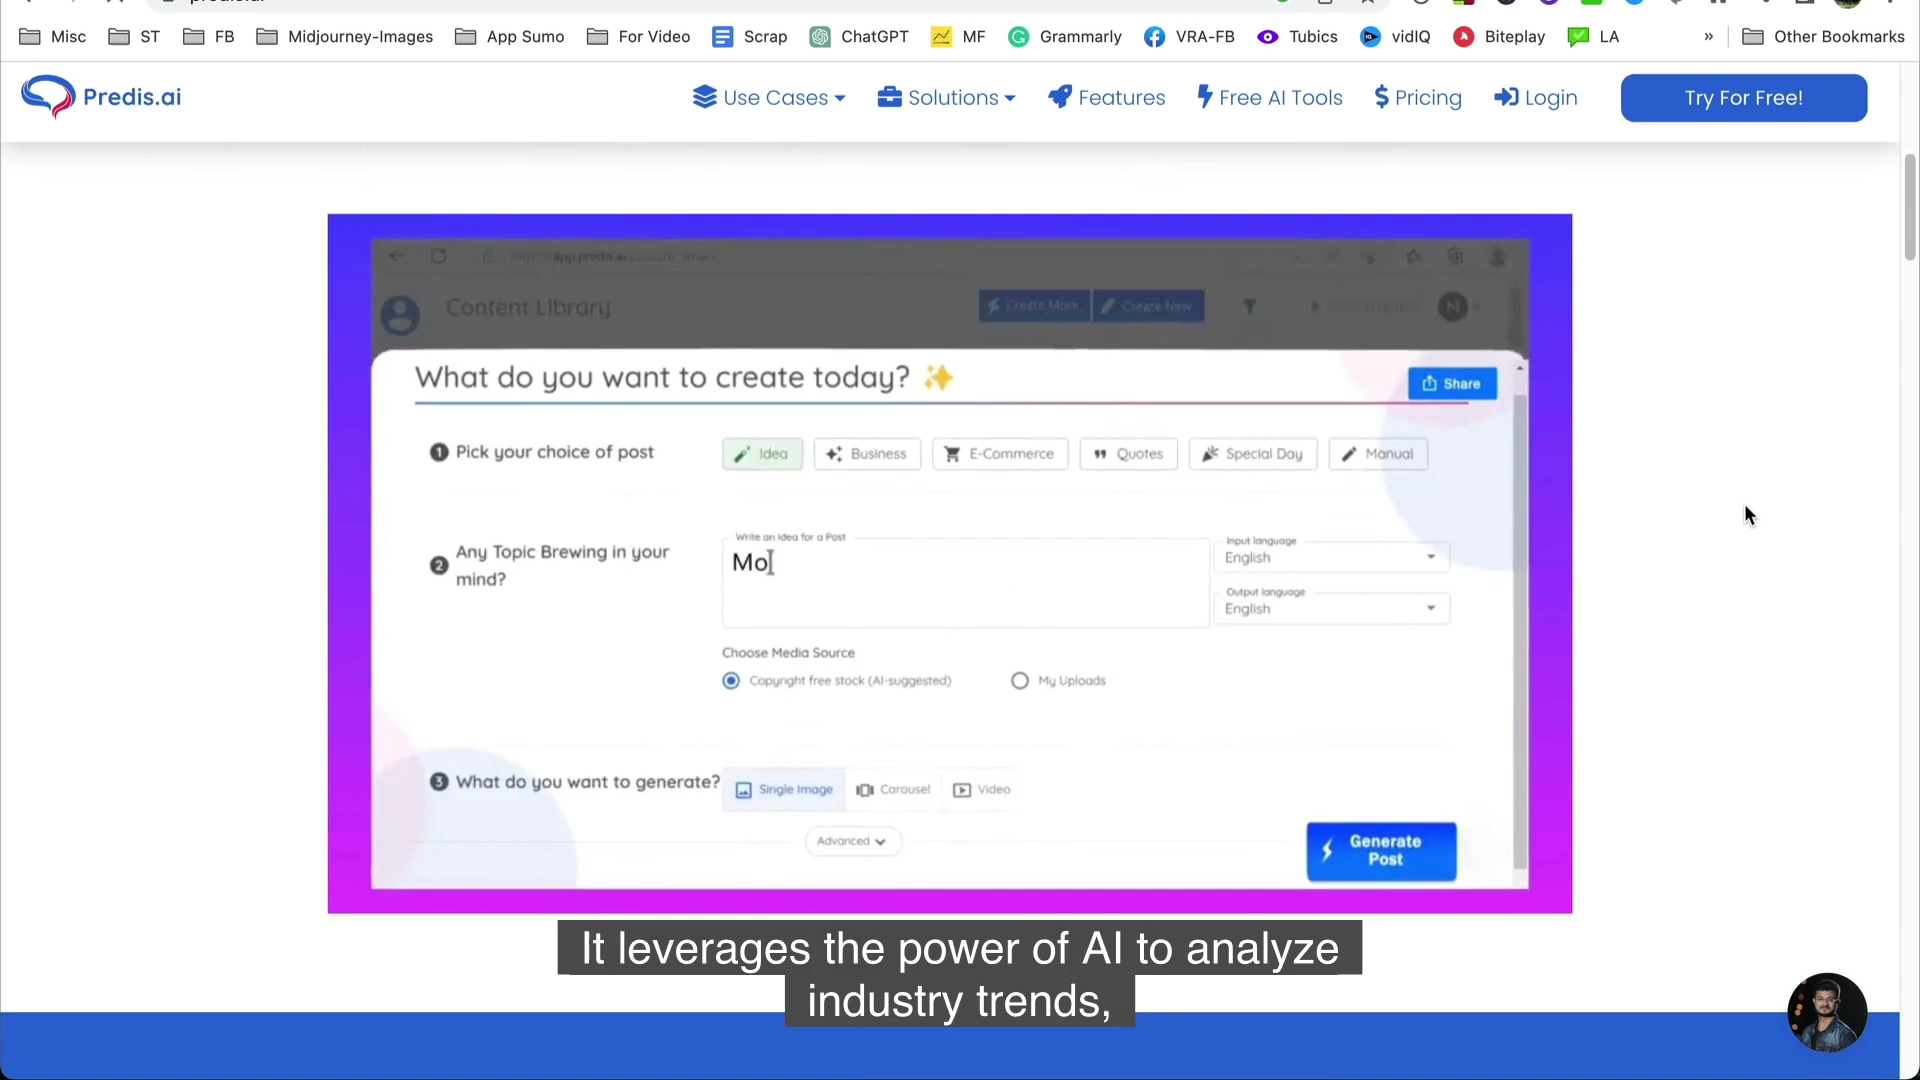 Misc ST FB Midjourney-Images App Sumo For Video Scrap ChatGPT MF Grammarly VRA-FB Tubics vidIQ Biteplay LA » Other Bookmarks
Predis.ai Use Cases Solutions Features Free AI Tools Pricing Login Try For Free!
Content Library Create More Create New N
What do you want to create today? Share
1 Pick your choice of post Idea Business E-Commerce Quotes Special Day Manual
Write an Idea for a Post Input language
2 Any Topic Brewing in your mind? Mo English
Output language
English
Choose Media Source
Copyright free stock (AI-suggested) My Uploads
3 What do you want to generate? Single Image Carousel Video
Advanced Generate
Post
It leverages the power of AI to analyze
industry trends,